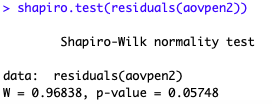 > shapiro.test(residuals(aovpen2))
Shapiro-Wilk normality test
data:  residuals(aovpen2)
W = 0.96838, p-value = 0.05748